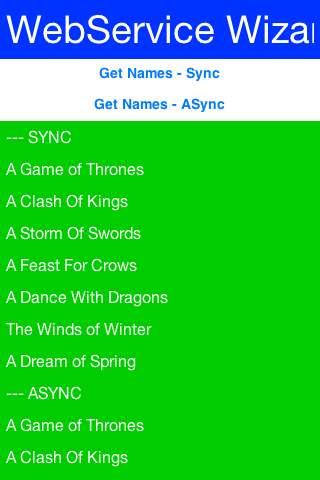 WebService Wizar
Get Names - Sync
Get Names - ASync
--- SYNC
A Game of Thrones
A Clash Of Kings
A Storm Of Swords
A Feast For Crows
A Dance With Dragons
The Winds of Winter
A Dream of Spring
--- ASYNC
A Game of Thrones
A Clash Of Kings